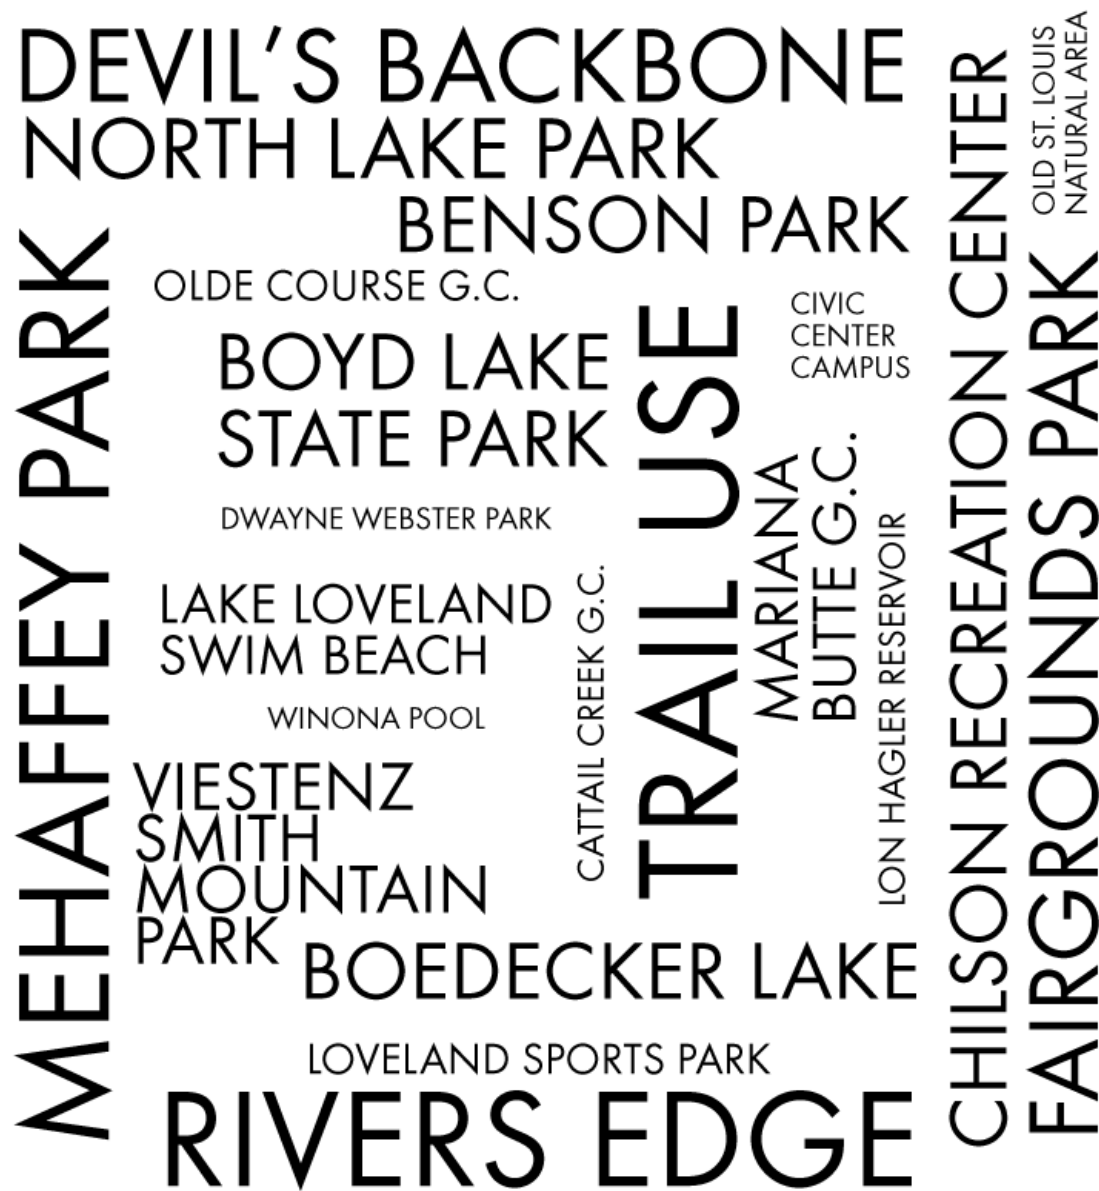 DEVIL'S BACKBONE
NORTH LAKE PARK
BENSON PARK
OLDE COURSE G.C.
BOYD LAKE
STATE PARK
DWAYNE WEBSTER PARK
LAKE LOVELAND
SWIM BEACH
WINONA POOL
VIESTENZ
SMITH
MOUNTAIN
PARK
BOEDECKER LAKE
LOVELAND SPORTS PARK
RIVERS EDGE
MEHAFFEY PARK
CATTAIL CREEK G.C.
TRAIL USE
CIVIC
CENTER
CAMPUS
MARIANA
BUTTE G.C.
LON HAGLER RESERVOIR
CHILSON RECREATION CENTER
OLD ST. LOUIS
NATURAL AREA
FAIRGROUNDS PARK